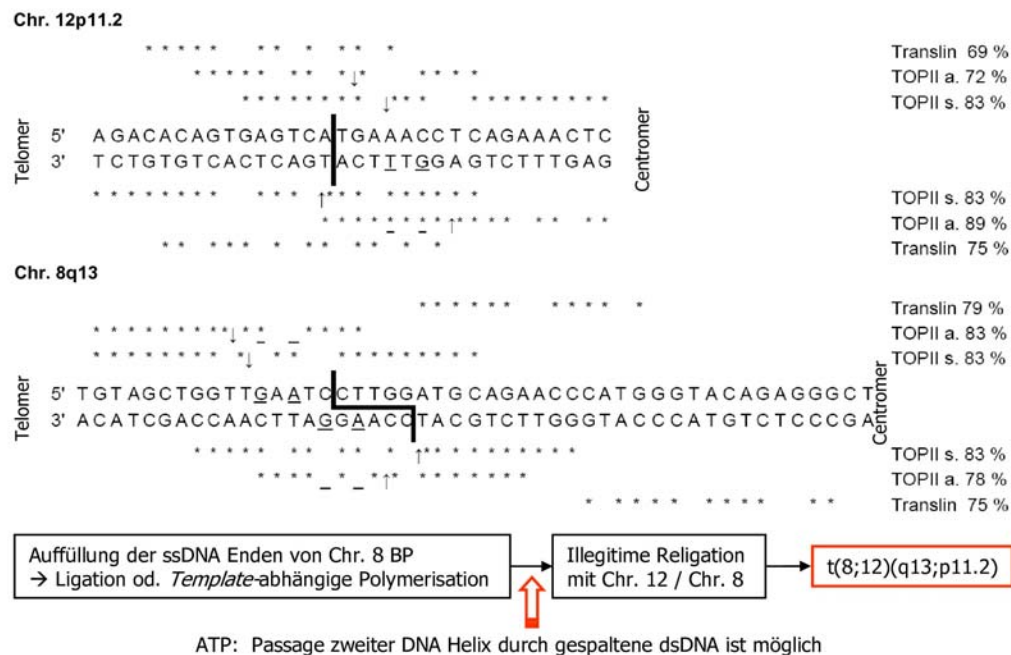 Chr. 12p11.2
Translin 69 %
TOPII a. 72 %
TOPII s. 83 %
Telomer
5' AGACACAGTGAGTCATGAAACCTCAGAAACTC
3' TCTGTGTCACTCAGTACTTTGGAGTCTTTGAG
Centromer
TOPII s. 83 %
TOPII a. 89 %
Translin 75 %
Chr. 8q13
Translin 79 %
TOPII a. 83 %
TOPII s. 83 %
Telomer
5' TGTAGCTGGTTGAATCCTTGGATGCAGAACCCATGGGTACAGAGGGCT
3' ACATCGACCAACTTAGGAACCTACGTCTTGGGTACCCATGTCTCCCGA
Centromer
TOPII s. 83 %
TOPII a. 78 %
Translin 75 %
Auffüllung der ssDNA Enden von Chr. 8 BP
→ Ligation od. Template-abhängige Polymerisation
Illegitime Religation
mit Chr. 12 / Chr. 8
t(8;12)(q13;p11.2)
ATP: Passage zweiter DNA Helix durch gespaltene dsDNA ist möglich